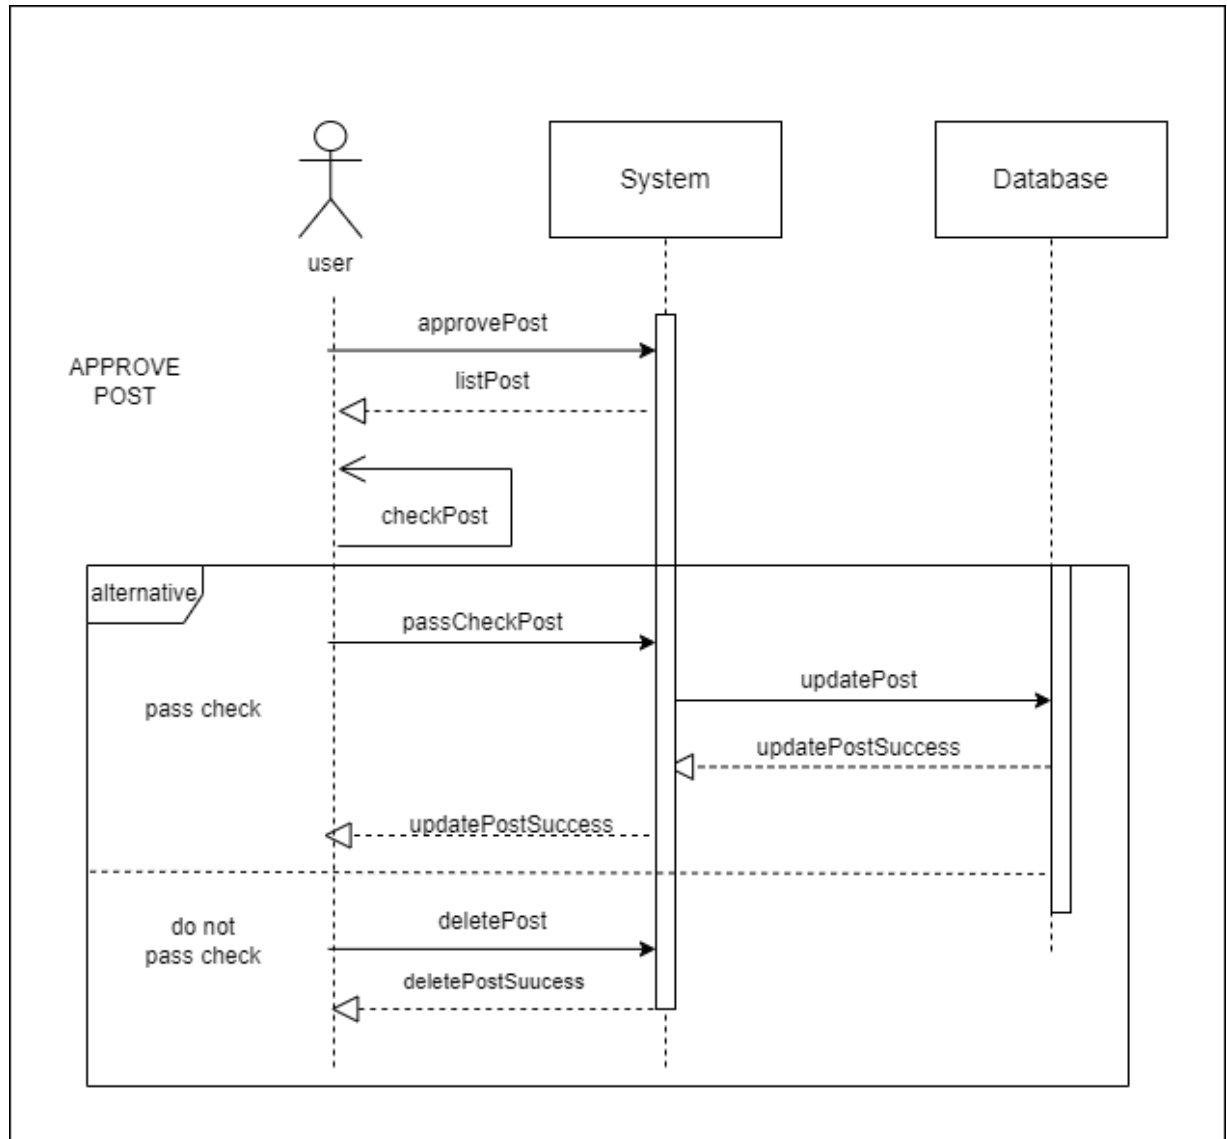 System
Database
user
approvePost
APPROVE
POST
listPost
checkPost
alternative
passCheckPost
updatePost
pass check
updatePostSuccess
updatePostSuccess
do not
pass check
deletePost
deletePostSuucess